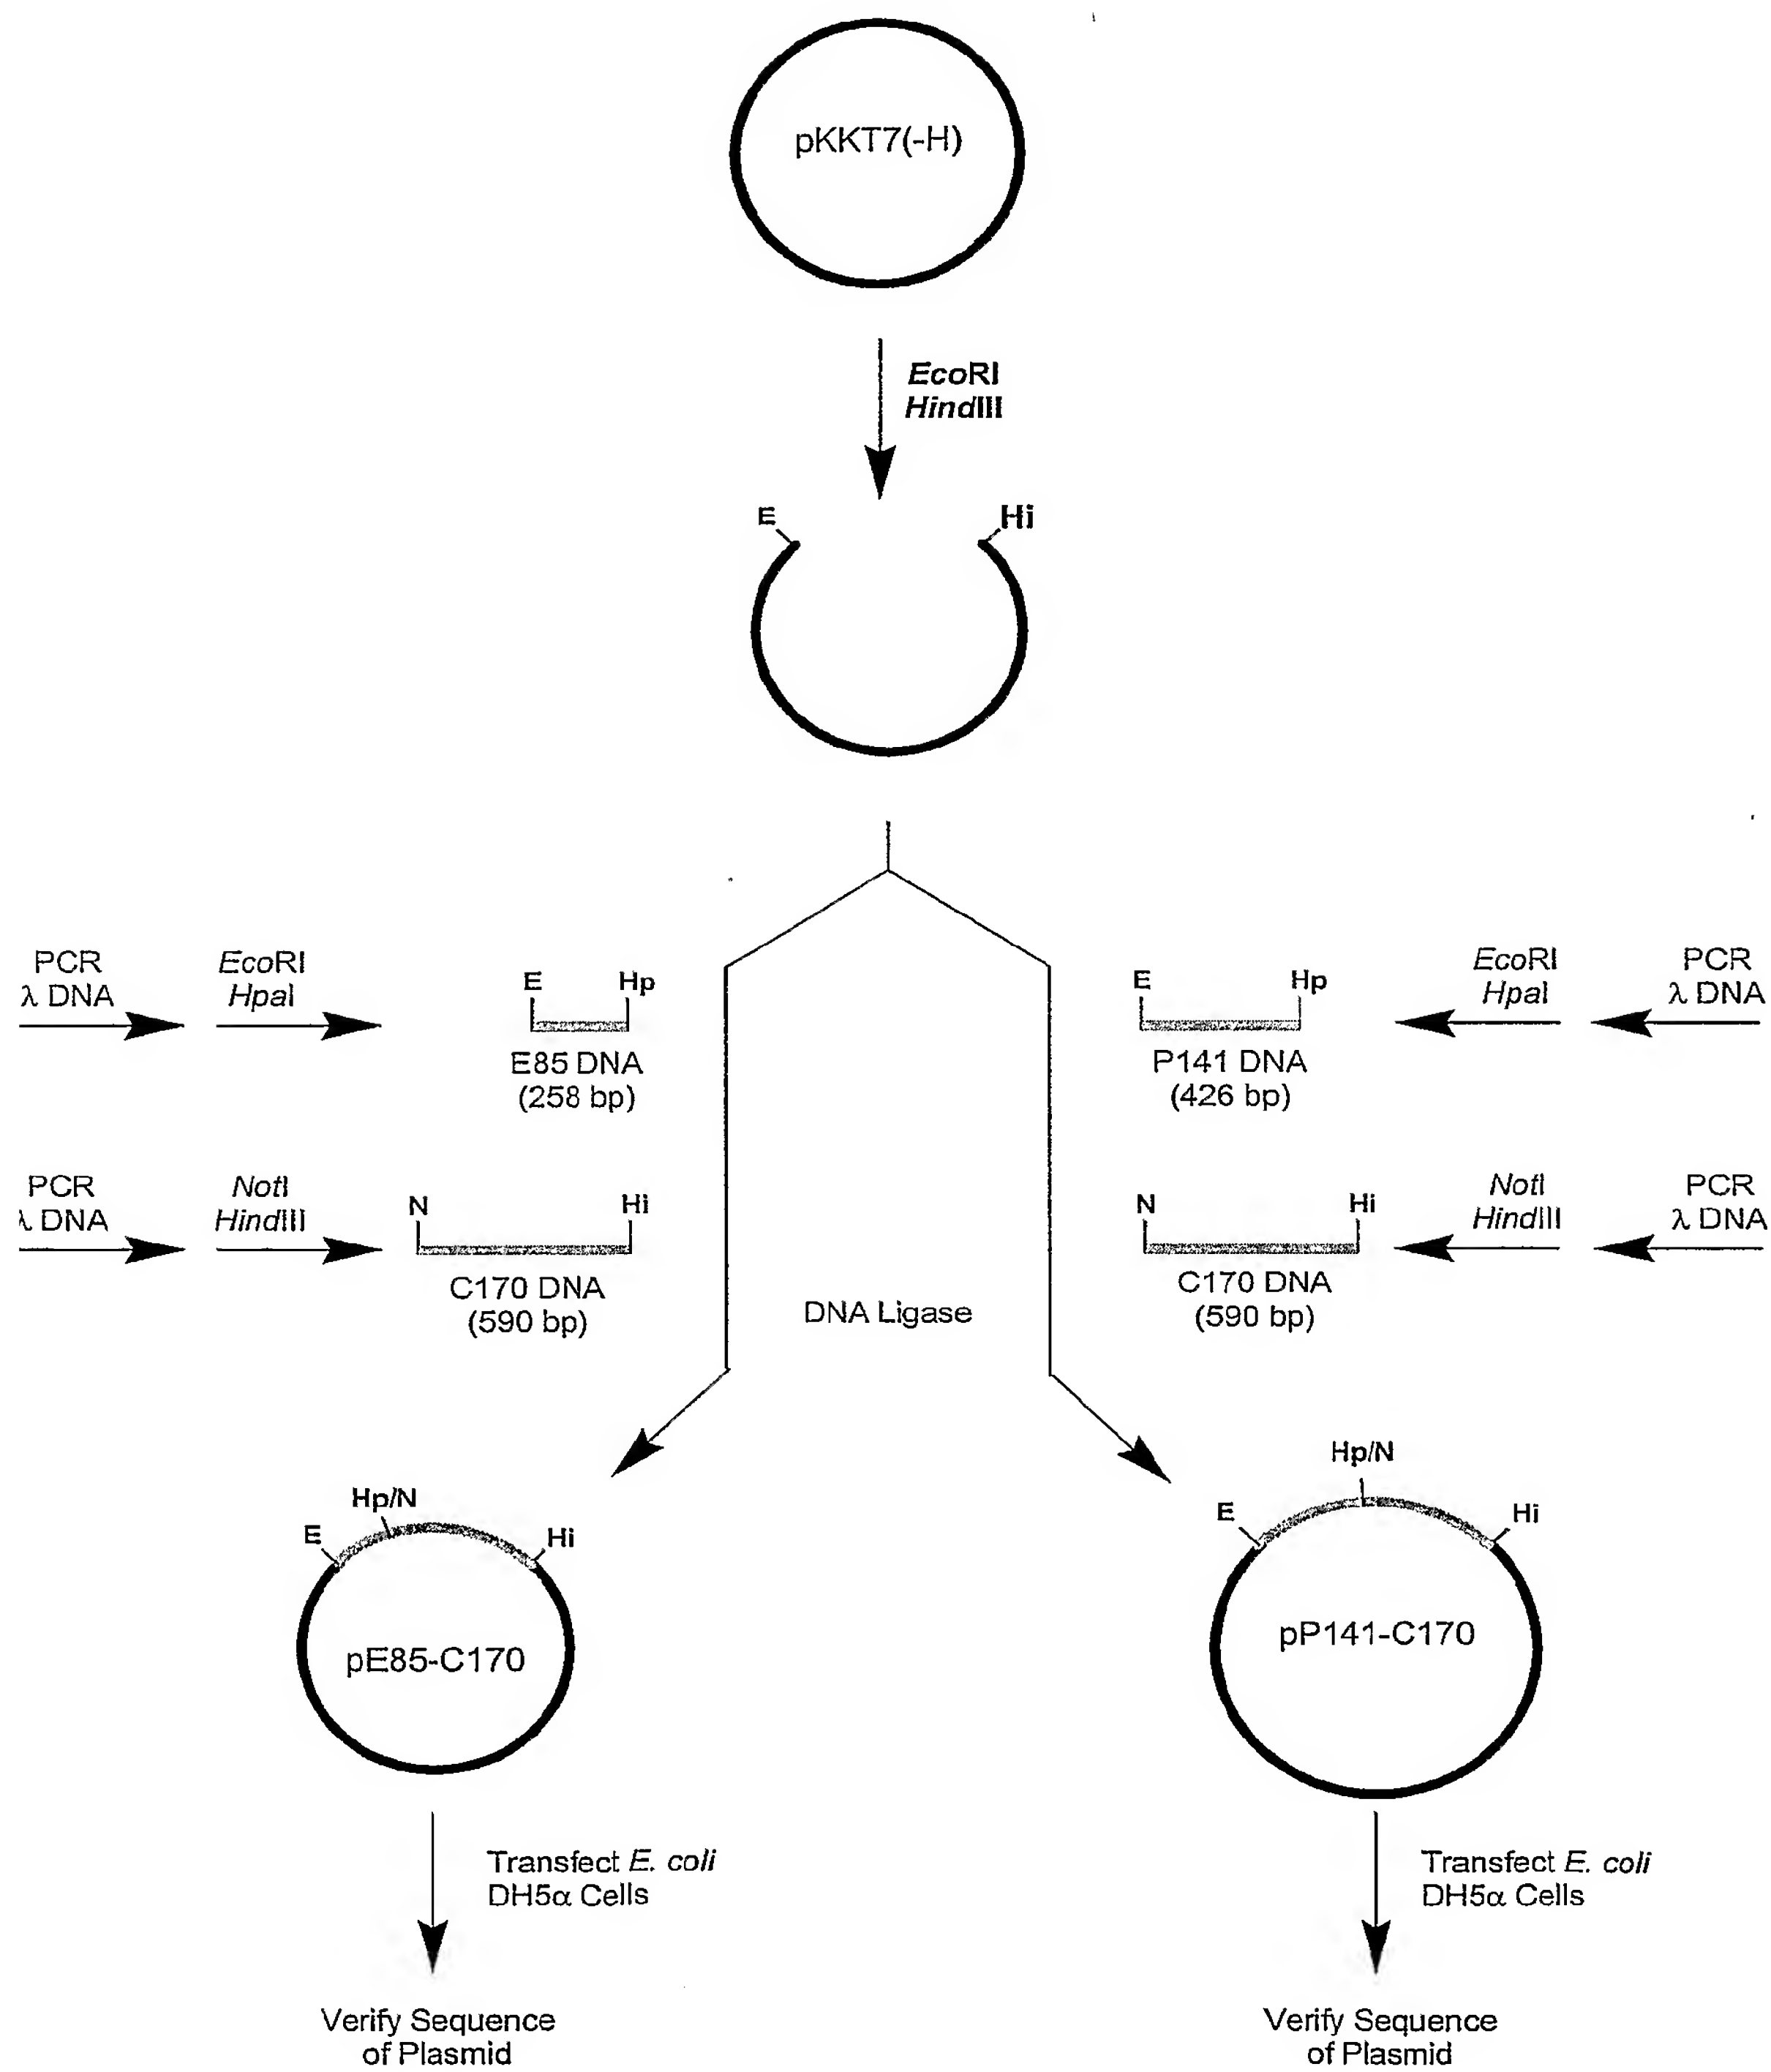 pKKT7(-H)
EcoRI
HindIII
E
Hi
PCR
λ DNA
EcoRI
HpaI
E
Hp
E85 DNA
(258 bp)
E
Hp
P141 DNA
(426 bp)
EcoRI
HpaI
PCR
λ DNA
PCR
λ DNA
NotI
HindIII
N
Hi
C170 DNA
(590 bp)
N
Hi
C170 DNA
(590 bp)
NotI
HindIII
PCR
λ DNA
DNA Ligase
Hp/N
E
Hi
pE85-C170
Hp/N
E
Hi
pP141-C170
Transfect E. coli
DH5α Cells
Transfect E. coli
DH5α Cells
Verify Sequence
of Plasmid
Verify Sequence
of Plasmid